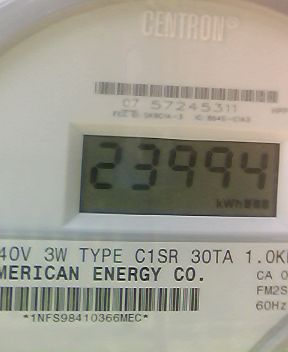 CENTRON®
07 57245311
23994
kWh
40V 3W TYPE C1SR 30TA 1.0K
MERICAN ENERGY CO.
CA 0
FM2S
60Hz
*1NFS98410366MEC*